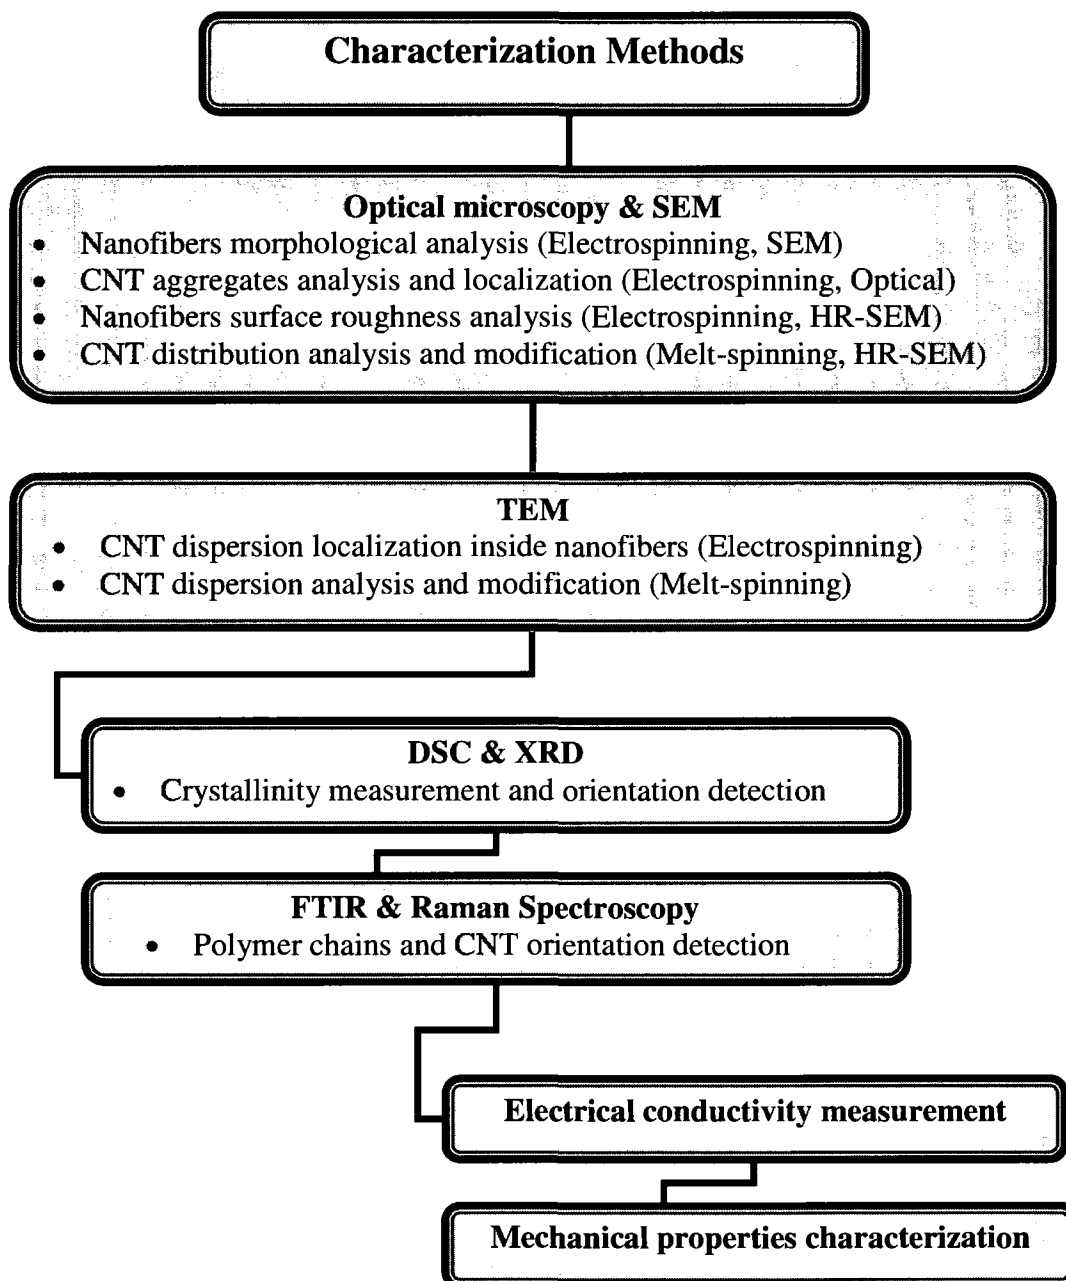 Characterization Methods
Optical microscopy & SEM
• Nanofibers morphological analysis (Electrospinning, SEM)
• CNT aggregates analysis and localization (Electrospinning, Optical)
• Nanofibers surface roughness analysis (Electrospinning, HR-SEM)
• CNT distribution analysis and modification (Melt-spinning, HR-SEM)
TEM
• CNT dispersion localization inside nanofibers (Electrospinning)
• CNT dispersion analysis and modification (Melt-spinning)
DSC & XRD
• Crystallinity measurement and orientation detection
FTIR & Raman Spectroscopy
• Polymer chains and CNT orientation detection
Electrical conductivity measurement
Mechanical properties characterization